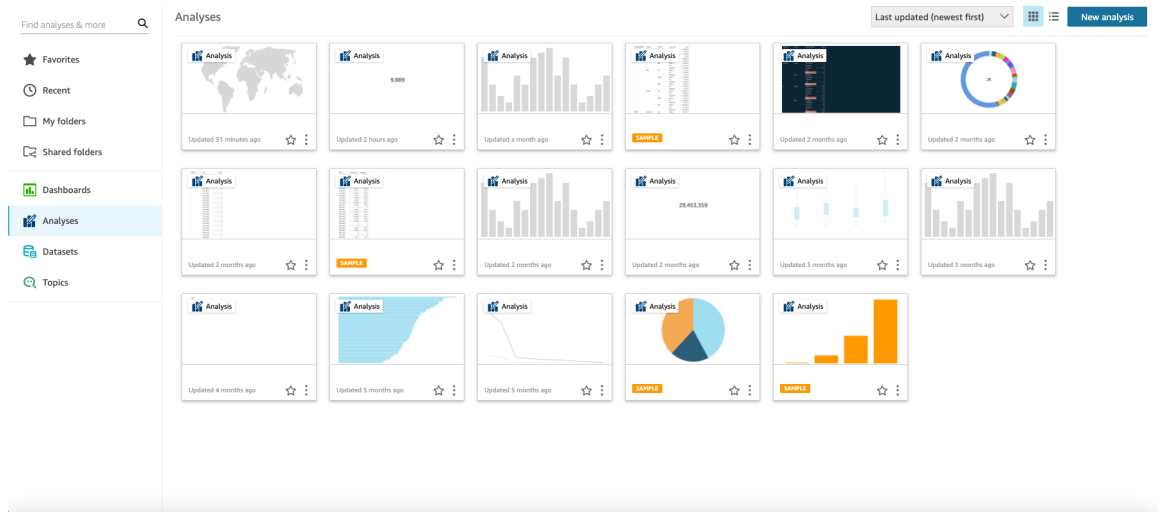 Find analyses & more
Favorites
Recent
My folders
Shared folders
Dashboards
Analyses
Datasets
Topics
Analyses
Last updated (newest first)
New analysis
Analysis
Updated 31 minutes ago
Analysis
9,889
Updated 2 hours ago
Analysis
Updated a month ago
Analysis
SAMPLE
Analysis
Updated 2 months ago
Analysis
2K
Updated 2 months ago
Analysis
Updated 2 months ago
Analysis
SAMPLE
Analysis
Updated 2 months ago
Analysis
29,453,359
Updated 2 months ago
Analysis
Updated 3 months ago
Analysis
Updated 3 months ago
Analysis
Updated 4 months ago
Analysis
Updated 5 months ago
Analysis
Updated 5 months ago
Analysis
SAMPLE
Analysis
SAMPLE